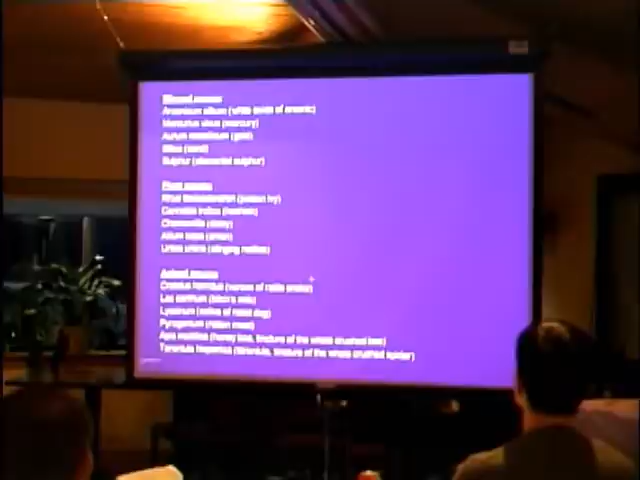 Mineral sources
Arsenicum album (white oxide of arsenic)
Mercurius vivus (mercury)
Aurum metallicum (gold)
Silica (sand)
Sulphur (elemental sulphur)
Plant sources
Rhus toxicodendron (poison ivy)
Cannabis indica (hashish)
Chamomilla (daisy)
Allium cepa (onion)
Urtica urens (stinging nettles)
Animal sources
Crotalus horridus (venom of rattle snake)
Lac caninum (bitch's milk)
Lyssinum (saliva of rabid dog)
Pyrogenium (rotten meat)
Apis mellifica (honey bee, tincture of the whole crushed bee)
Tarentula hispanica (tarantula, tincture of the whole crushed spider)